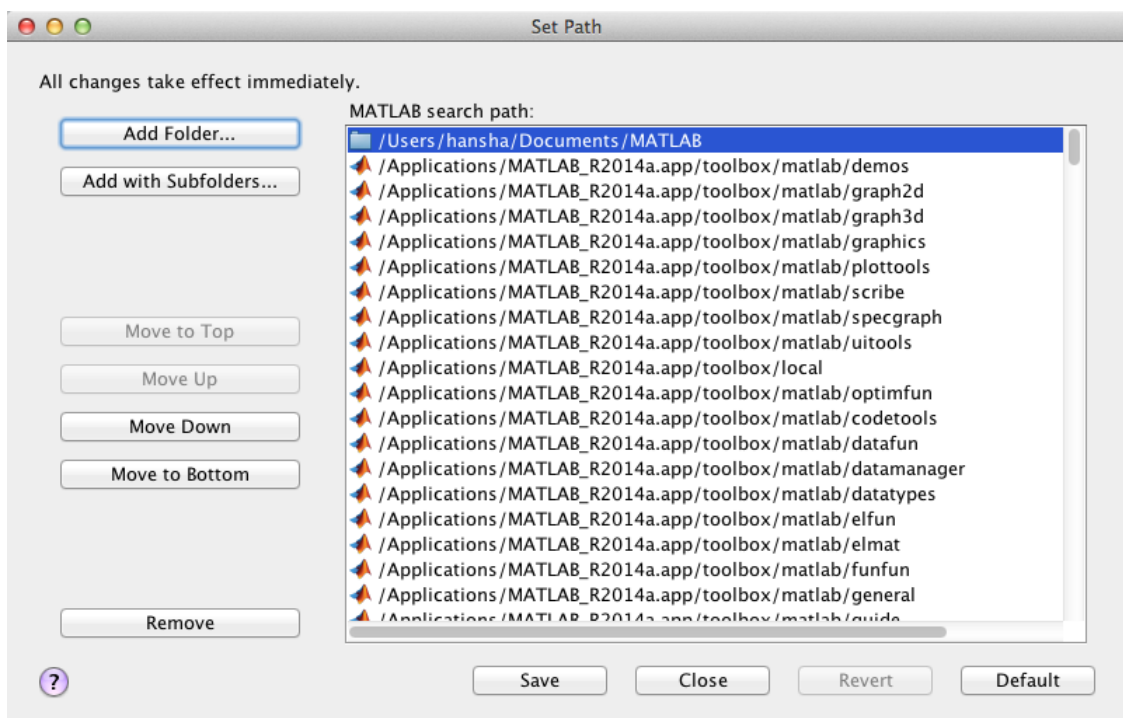 Set Path
All changes take effect immediately.
MATLAB search path:
Add Folder...
Add with Subfolders...
Move to Top
Move Up
Move Down
Move to Bottom
Remove
/Users/hansha/Documents/MATLAB
/Applications/MATLAB_R2014a.app/toolbox/matlab/demos
/Applications/MATLAB_R2014a.app/toolbox/matlab/graph2d
/Applications/MATLAB_R2014a.app/toolbox/matlab/graph3d
/Applications/MATLAB_R2014a.app/toolbox/matlab/graphics
/Applications/MATLAB_R2014a.app/toolbox/matlab/plottools
/Applications/MATLAB_R2014a.app/toolbox/matlab/scribe
/Applications/MATLAB_R2014a.app/toolbox/matlab/specgraph
/Applications/MATLAB_R2014a.app/toolbox/matlab/uitools
/Applications/MATLAB_R2014a.app/toolbox/local
/Applications/MATLAB_R2014a.app/toolbox/matlab/optimfun
/Applications/MATLAB_R2014a.app/toolbox/matlab/codetools
/Applications/MATLAB_R2014a.app/toolbox/matlab/datafun
/Applications/MATLAB_R2014a.app/toolbox/matlab/datamanager
/Applications/MATLAB_R2014a.app/toolbox/matlab/datatypes
/Applications/MATLAB_R2014a.app/toolbox/matlab/elfun
/Applications/MATLAB_R2014a.app/toolbox/matlab/elmat
/Applications/MATLAB_R2014a.app/toolbox/matlab/funfun
/Applications/MATLAB_R2014a.app/toolbox/matlab/general
/Applications/MATLAB_R2014a.app/toolbox/matlab/guide
?
Save
Close
Revert
Default